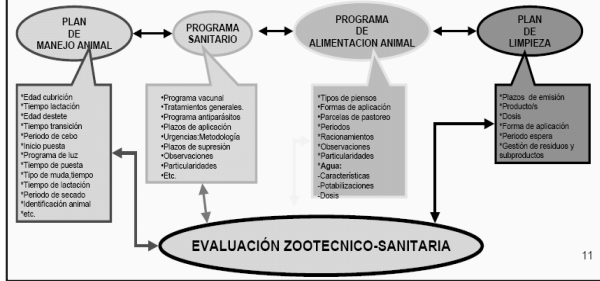 PLAN
DE
MANEJO ANIMAL
PROGRAMA
SANITARIO
PROGRAMA
DE
ALIMENTACION ANIMAL
PLAN
DE
LIMPIEZA
*Edad cubrición
*Tiempo lactación
*Edad destete
*Tiempo transición
*Periodo de cebo
*Inicio puesta
*Programa de luz
*Tiempo de puesta
*Tipo de muda,tiempo
*Tiempo de lactación
*Periodo de secado
*Identificación animal
*etc.
•Programa vacunal
•Tratamientos generales.
•Programa antiparásitos
•Plazos de aplicación
•Urgencias:Metodología
•Plazos de supresión
•Observaciones
•Particularidades
•Etc.
*Tipos de piensos
*Formas de aplicación
*Parcelas de pastoreo
*Periodos
*Racionamientos
*Observaciones
*Particularidades
*Agua:
-Características
-Potabilizaciones
-Dosis
*Plazos de emisión
*Producto/s
*Dosis
*Forma de aplicación
*Periodo espera
*Gestión de residuos y
subproductos
EVALUACIÓN ZOOTECNICO-SANITARIA
11